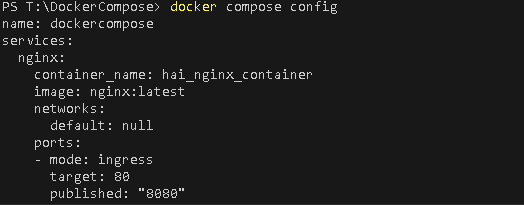 PS T:\DockerCompose> docker compose config
name: dockercompose
services:
  nginx:
    container_name: hai_nginx_container
    image: nginx:latest
    networks:
      default: null
    ports:
    - mode: ingress
      target: 80
      published: "8080"